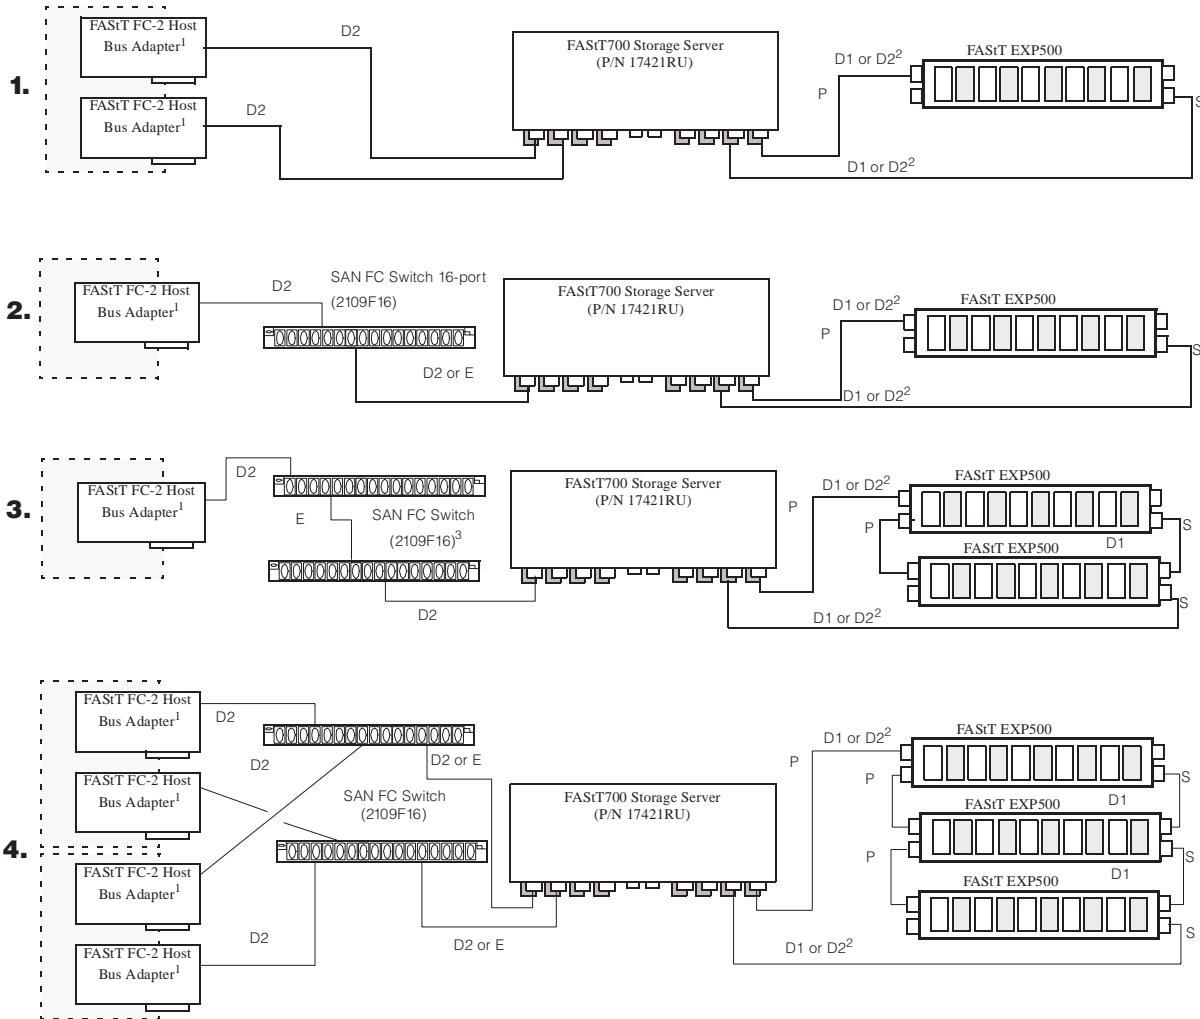 1.
FAStT FC-2 Host
Bus Adapter1
FAStT FC-2 Host
Bus Adapter1
D2
D2
FAStT700 Storage Server
(P/N 17421RU)
D1 or D22
P
FAStT EXP500
S
D1 or D22
2.
FAStT FC-2 Host
Bus Adapter1
D2
SAN FC Switch 16-port
(2109F16)
D2 or E
FAStT700 Storage Server
(P/N 17421RU)
D1 or D22
P
FAStT EXP500
S
D1 or D22
3.
FAStT FC-2 Host
Bus Adapter1
D2
E
SAN FC Switch
(2109F16)3
D2
FAStT700 Storage Server
(P/N 17421RU)
D1 or D22
P
P
FAStT EXP500
D1
S
FAStT EXP500
S
D1 or D22
4.
FAStT FC-2 Host
Bus Adapter1
D2
FAStT FC-2 Host
Bus Adapter1
D2
FAStT FC-2 Host
Bus Adapter1
FAStT FC-2 Host
Bus Adapter1
D2
D2 or E
SAN FC Switch
(2109F16)
D2 or E
FAStT700 Storage Server
(P/N 17421RU)
D1 or D22
P
P
FAStT EXP500
D1
S
P
FAStT EXP500
D1
S
FAStT EXP500
S
D1 or D22